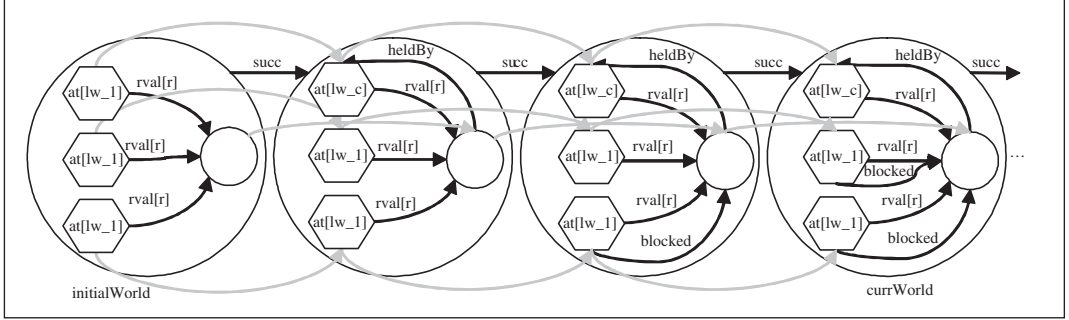 heldBy
heldBy
heldBy
succ
succ
succ
succ
at[lw_1]
rval[r]
at[lw_c]
rval[r]
at[lw_c]
rval[r]
at[lw_c]
rval[r]
at[lw_1]
rval[r]
at[lw_1]
rval[r]
at[lw_1]
rval[r]
at[lw_1]
rval[r]
blocked
...
at[lw_1]
rval[r]
at[lw_1]
rval[r]
at[lw_1]
rval[r]
blocked
at[lw_1]
rval[r]
blocked
initialWorld
currWorld